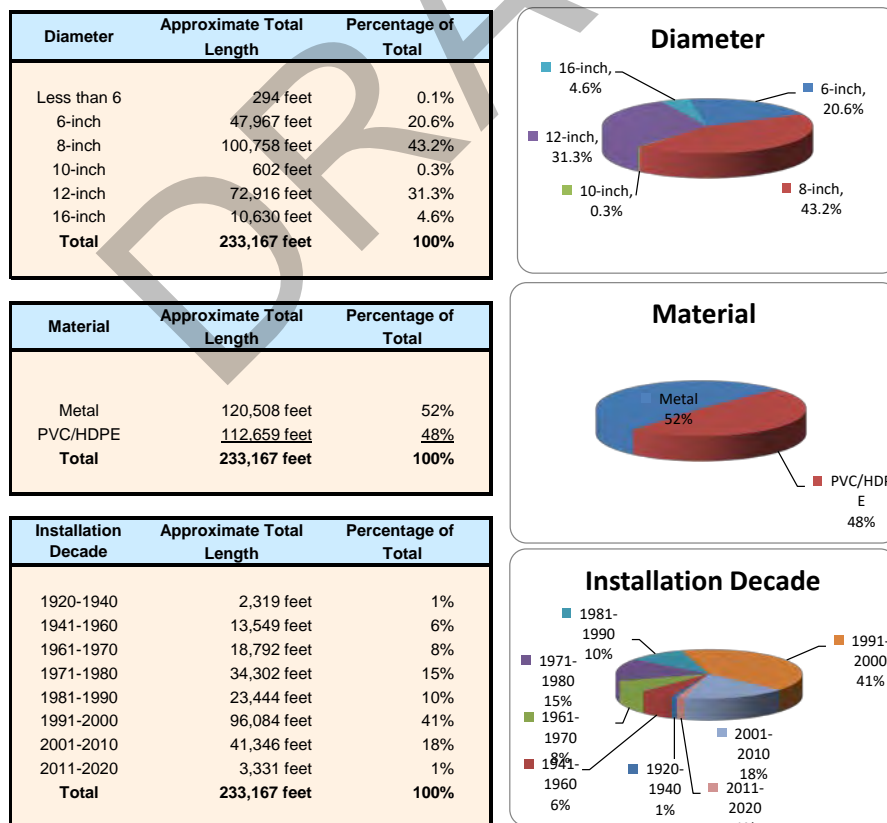 DRA
Diameter Approximate Total Length Percentage of Total
Less than 6 294 feet 0.1%
6-inch 47,967 feet 20.6%
8-inch 100,758 feet 43.2%
10-inch 602 feet 0.3%
12-inch 72,916 feet 31.3%
16-inch 10,630 feet 4.6%
Total 233,167 feet 100%
Diameter
16-inch,
4.6%
6-inch,
20.6%
12-inch,
31.3%
10-inch,
0.3%
8-inch,
43.2%
Material Approximate Total Length Percentage of Total
Metal 120,508 feet 52%
PVC/HDPE 112,659 feet 48%
Total 233,167 feet 100%
Material
Metal
52%
PVC/HDP
E
48%
Installation Decade Approximate Total Length Percentage of Total
1920-1940 2,319 feet 1%
1941-1960 13,549 feet 6%
1961-1970 18,792 feet 8%
1971-1980 34,302 feet 15%
1981-1990 23,444 feet 10%
1991-2000 96,084 feet 41%
2001-2010 41,346 feet 18%
2011-2020 3,331 feet 1%
Total 233,167 feet 100%
Installation Decade
1981-
1990
10%
1991-
2000
41%
1971-
1980
15%
1961-
1970
8%
1941-
1960
6%
1920-
1940
1%
2001-
2010
18%
2011-
2020